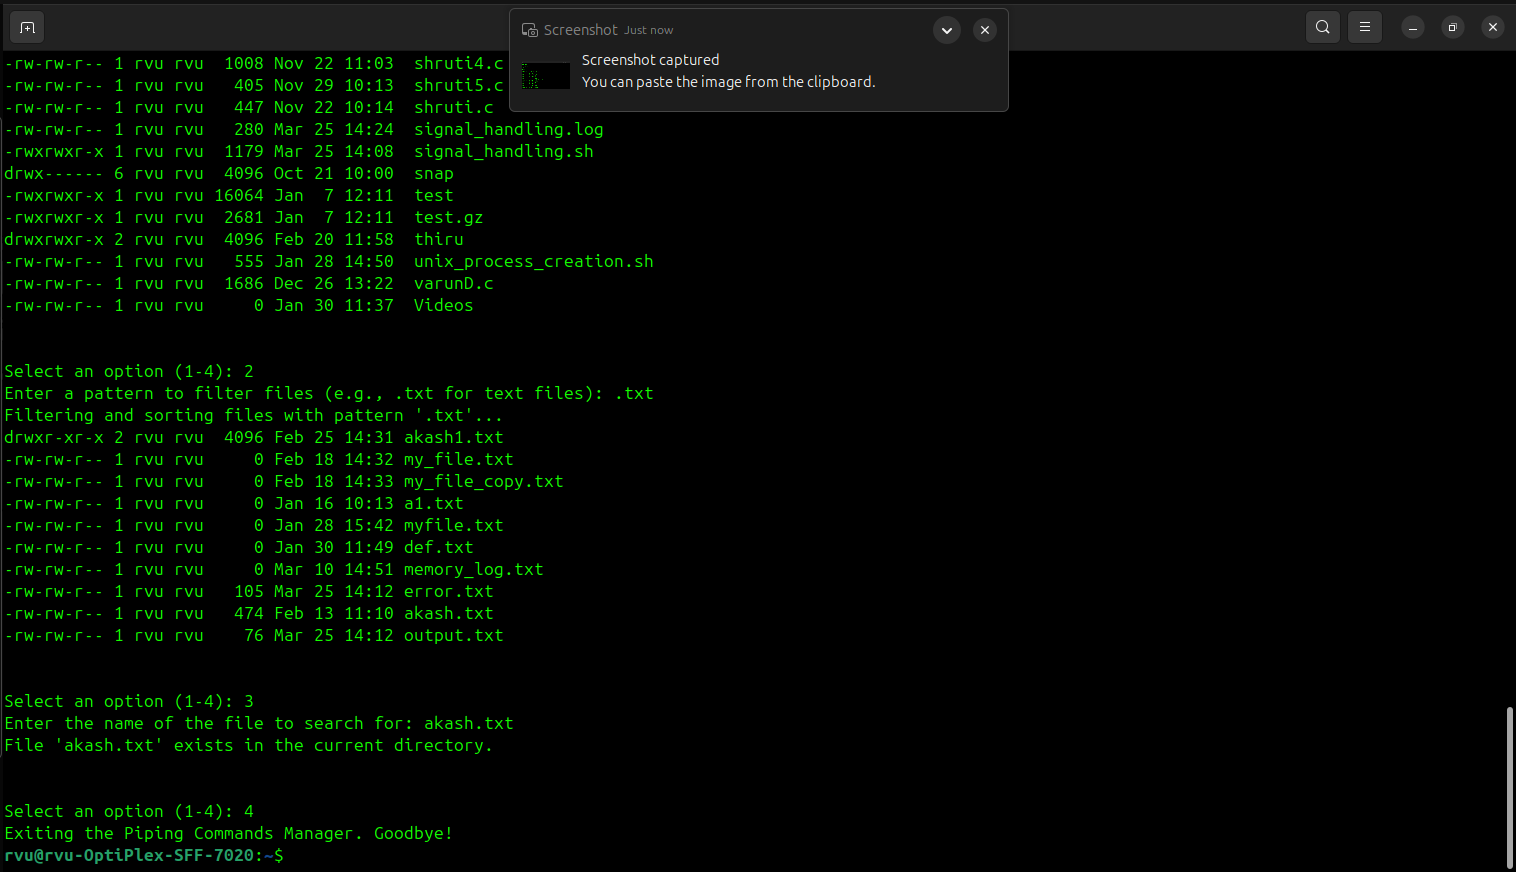 Screenshot Just now
Screenshot captured
You can paste the image from the clipboard.
-rw-rw-r-- 1 rvu rvu  1008 Nov 22 11:03  shruti4.c
-rw-rw-r-- 1 rvu rvu   405 Nov 29 10:13  shruti5.c
-rw-rw-r-- 1 rvu rvu   447 Nov 22 10:14  shruti.c
-rw-rw-r-- 1 rvu rvu   280 Mar 25 14:24  signal_handling.log
-rwxrwxr-x 1 rvu rvu  1179 Mar 25 14:08  signal_handling.sh
drwx------ 6 rvu rvu  4096 Oct 21 10:00  snap
-rwxrwxr-x 1 rvu rvu 16064 Jan  7 12:11  test
-rwxrwxr-x 1 rvu rvu  2681 Jan  7 12:11  test.gz
drwxrwxr-x 2 rvu rvu  4096 Feb 20 11:58  thiru
-rw-rw-r-- 1 rvu rvu   555 Jan 28 14:50  unix_process_creation.sh
-rw-rw-r-- 1 rvu rvu  1686 Dec 26 13:22  varunD.c
-rw-rw-r-- 1 rvu rvu     0 Jan 30 11:37  Videos
Select an option (1-4): 2
Enter a pattern to filter files (e.g., .txt for text files): .txt
Filtering and sorting files with pattern '.txt'...
drwxr-xr-x 2 rvu rvu  4096 Feb 25 14:31 akash1.txt
-rw-rw-r-- 1 rvu rvu     0 Feb 18 14:32 my_file.txt
-rw-rw-r-- 1 rvu rvu     0 Feb 18 14:33 my_file_copy.txt
-rw-rw-r-- 1 rvu rvu     0 Jan 16 10:13 a1.txt
-rw-rw-r-- 1 rvu rvu     0 Jan 28 15:42 myfile.txt
-rw-rw-r-- 1 rvu rvu     0 Jan 30 11:49 def.txt
-rw-rw-r-- 1 rvu rvu     0 Mar 10 14:51 memory_log.txt
-rw-rw-r-- 1 rvu rvu   105 Mar 25 14:12 error.txt
-rw-rw-r-- 1 rvu rvu   474 Feb 13 11:10 akash.txt
-rw-rw-r-- 1 rvu rvu    76 Mar 25 14:12 output.txt
Select an option (1-4): 3
Enter the name of the file to search for: akash.txt
File 'akash.txt' exists in the current directory.
Select an option (1-4): 4
Exiting the Piping Commands Manager. Goodbye!
rvu@rvu-OptiPlex-SFF-7020:~$